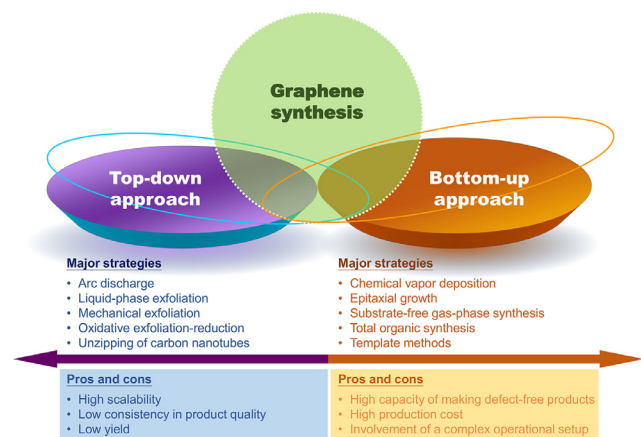 Graphene
synthesis
Top-down
approach
Bottom-up
approach
Major strategies
• Arc discharge
• Liquid-phase exfoliation
• Mechanical exfoliation
• Oxidative exfoliation-reduction
• Unzipping of carbon nanotubes
Major strategies
• Chemical vapor deposition
• Epitaxial growth
• Substrate-free gas-phase synthesis
• Total organic synthesis
• Template methods
Pros and cons
• High scalability
• Low consistency in product quality
• Low yield
Pros and cons
• High capacity of making defect-free products
• High production cost
• Involvement of a complex operational setup